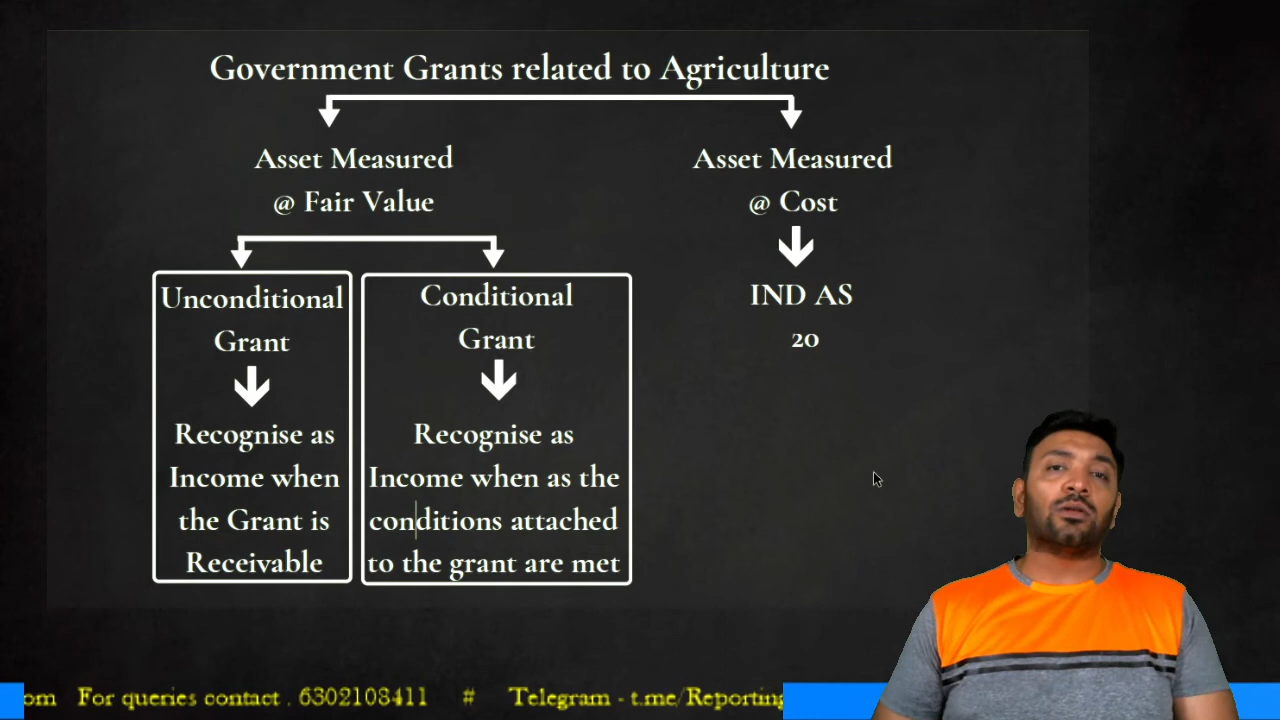 Government Grants related to Agriculture
Asset Measured
@ Fair Value
Asset Measured
@ Cost
IND AS
20
Unconditional
Grant
Recognise as
Income when
the Grant is
Receivable
Conditional
Grant
Recognise as
Income when as the
conditions attached
to the grant are met
om For queries contact . 6302108411 # Telegram - t.me/Reporting